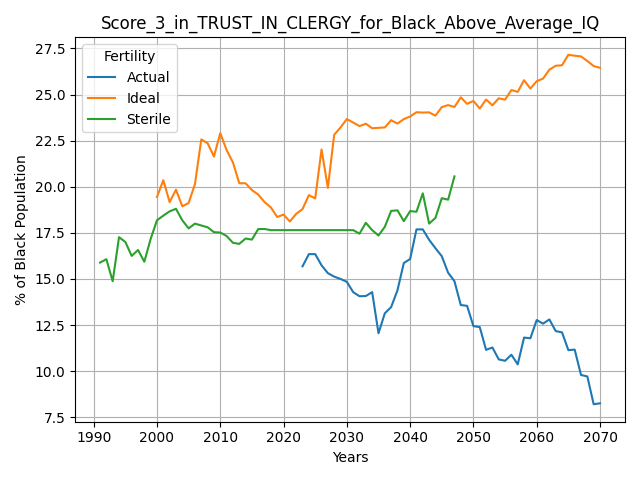 Score_3_in_TRUST_IN_CLERGY_for_Black_Above_Average_IQ
Fertility
Actual
Ideal
Sterile
% of Black Population
27.5
25.0
22.5
20.0
17.5
15.0
12.5
10.0
7.5
1990 2000 2010 2020 2030 2040 2050 2060 2070
Years